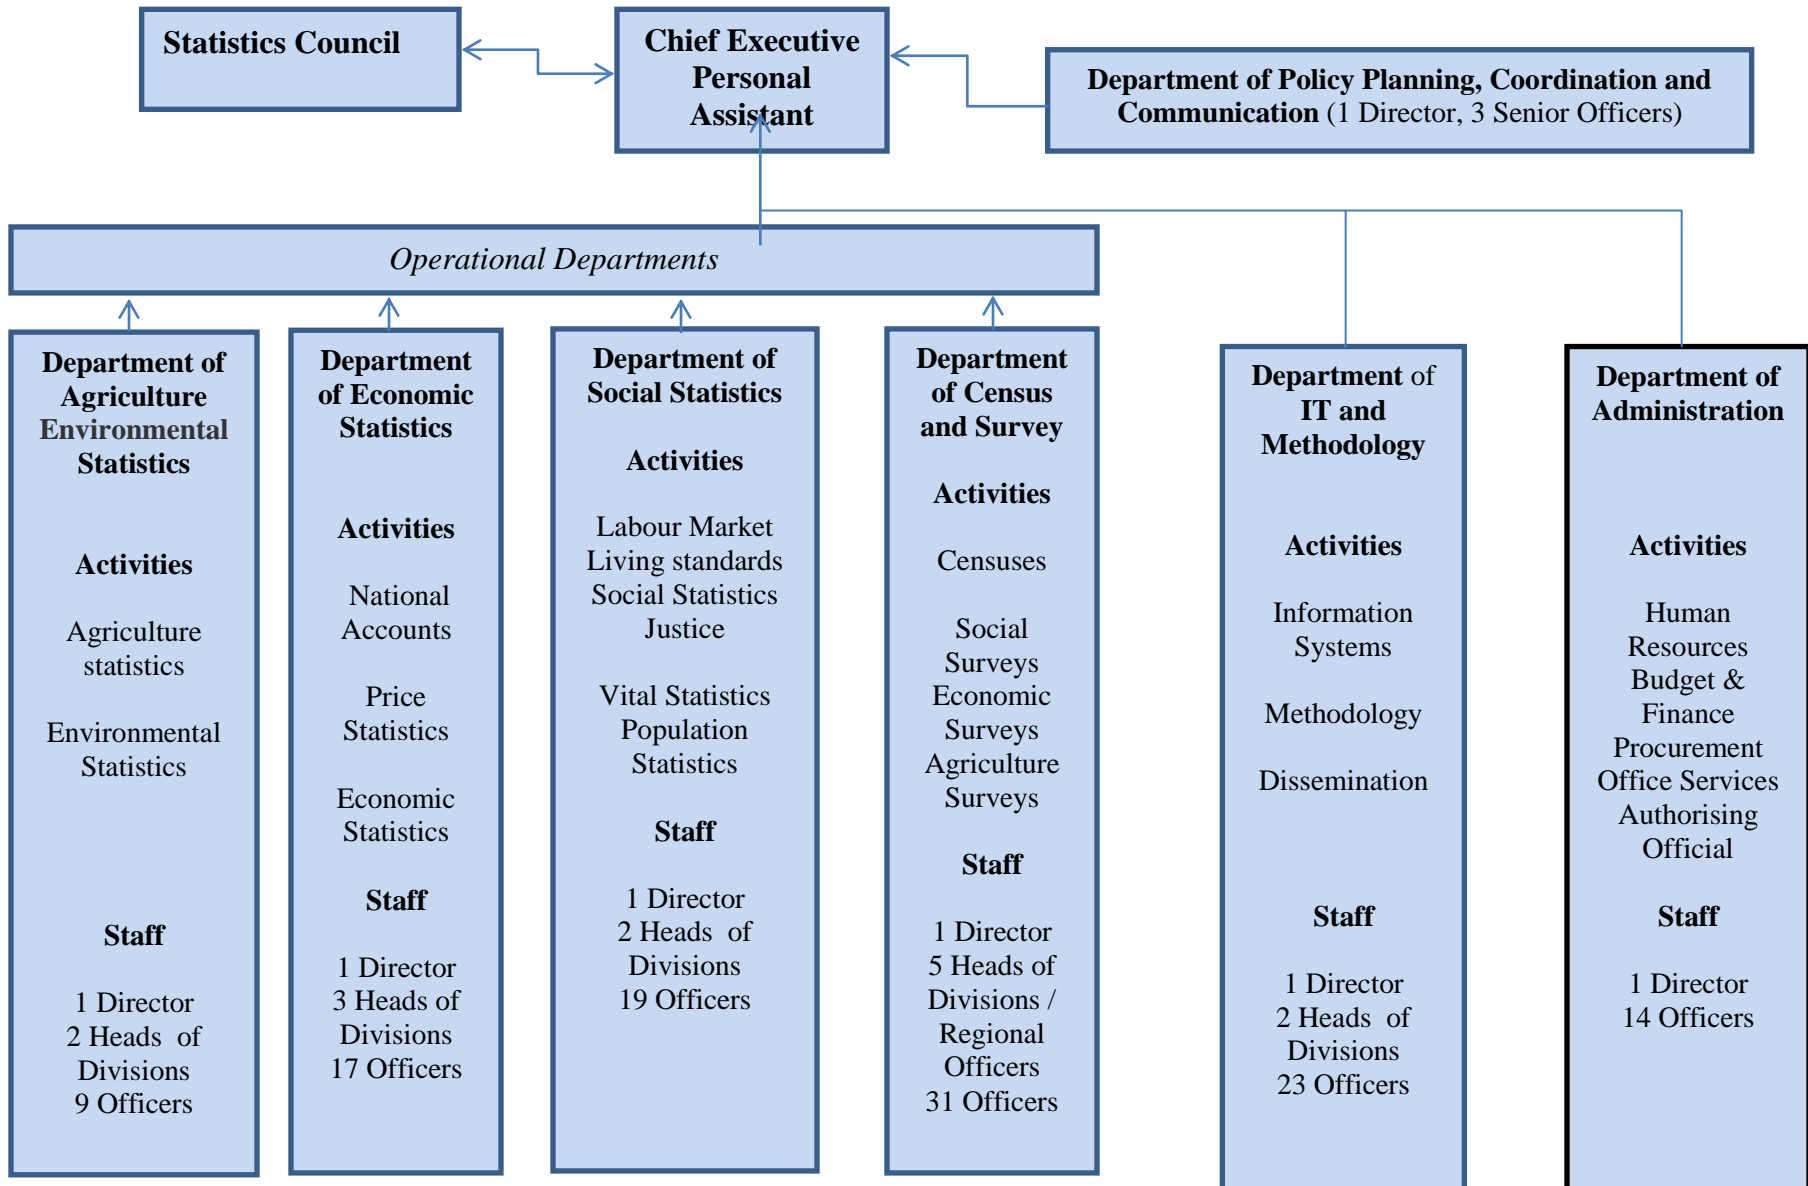 Statistics Council
Chief Executive
Personal
Assistant
Department of Policy Planning, Coordination and
Communication (1 Director, 3 Senior Officers)
Operational Departments
Department of
Agriculture
Environmental
Statistics
Activities
Agriculture
statistics
Environmental
Statistics
Staff
1 Director
2 Heads of
Divisions
9 Officers
Department
of Economic
Statistics
Activities
National
Accounts
Price
Statistics
Economic
Statistics
Staff
1 Director
3 Heads of
Divisions
17 Officers
Department of
Social Statistics
Activities
Labour Market
Living standards
Social Statistics
Justice
Vital Statistics
Population
Statistics
Staff
1 Director
2 Heads of
Divisions
19 Officers
Department
of Census
and Survey
Activities
Censuses
Social
Surveys
Economic
Surveys
Agriculture
Surveys
Staff
1 Director
5 Heads of
Divisions /
Regional
Officers
31 Officers
Department of
IT and
Methodology
Activities
Information
Systems
Methodology
Dissemination
Staff
1 Director
2 Heads of
Divisions
23 Officers
Department of
Administration
Activities
Human
Resources
Budget &
Finance
Procurement
Office Services
Authorising
Official
Staff
1 Director
14 Officers